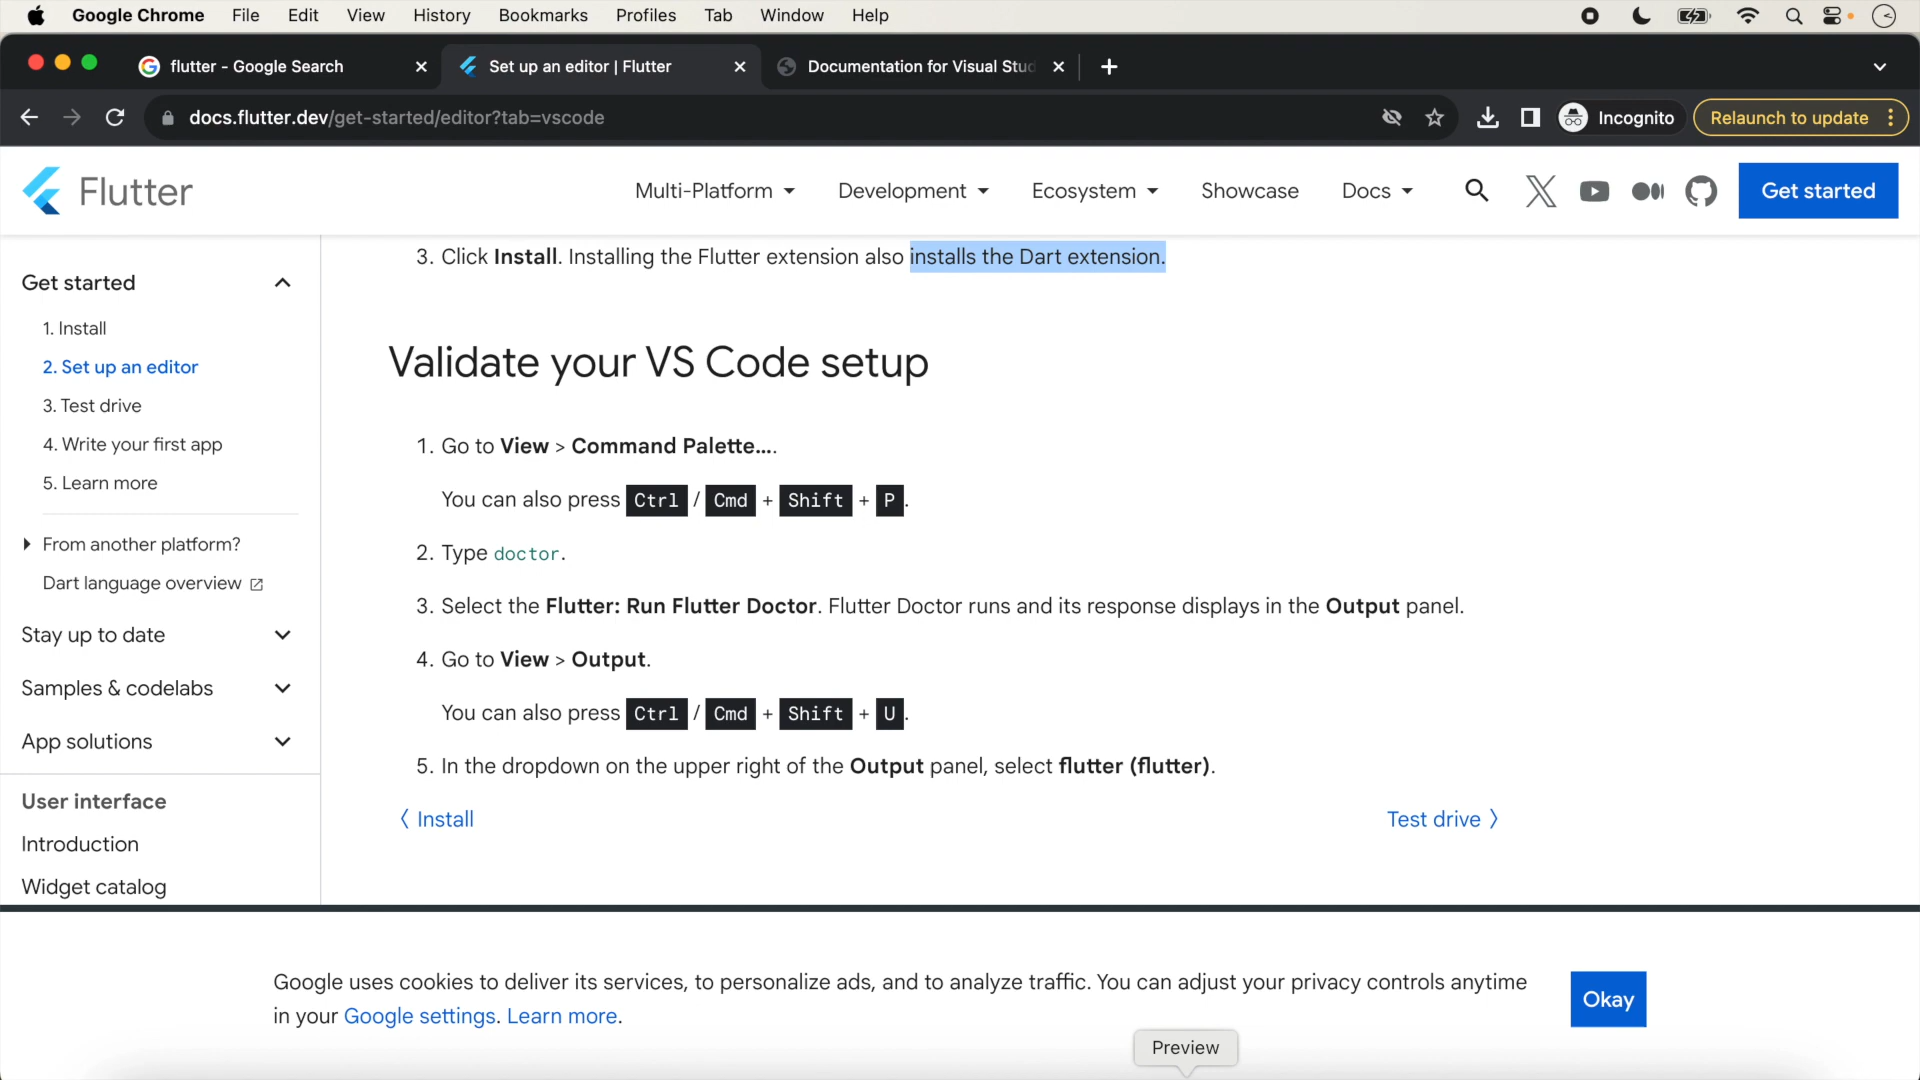 Google Chrome File Edit View History Bookmarks Profiles Tab Window Help
flutter - Google Search
Set up an editor | Flutter
Documentation for Visual Stud
docs.flutter.dev/get-started/editor?tab=vscode
Incognito
Relaunch to update
Flutter
Multi-Platform Development Ecosystem Showcase Docs
Get started
Get started
1. Install
2. Set up an editor
3. Test drive
4. Write your first app
5. Learn more
From another platform?
Dart language overview
Stay up to date
Samples & codelabs
App solutions
User interface
Introduction
Widget catalog
3. Click Install. Installing the Flutter extension also installs the Dart extension.
Validate your VS Code setup
1. Go to View > Command Palette….
You can also press Ctrl / Cmd + Shift + P.
2. Type doctor.
3. Select the Flutter: Run Flutter Doctor. Flutter Doctor runs and its response displays in the Output panel.
4. Go to View > Output.
You can also press Ctrl / Cmd + Shift + U.
5. In the dropdown on the upper right of the Output panel, select flutter (flutter).
Install
Test drive
Google uses cookies to deliver its services, to personalize ads, and to analyze traffic. You can adjust your privacy controls anytime
in your Google settings. Learn more.
Okay
Preview